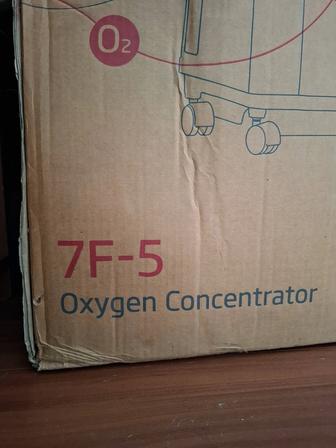 O2
7F-5
Oxygen Concentrator